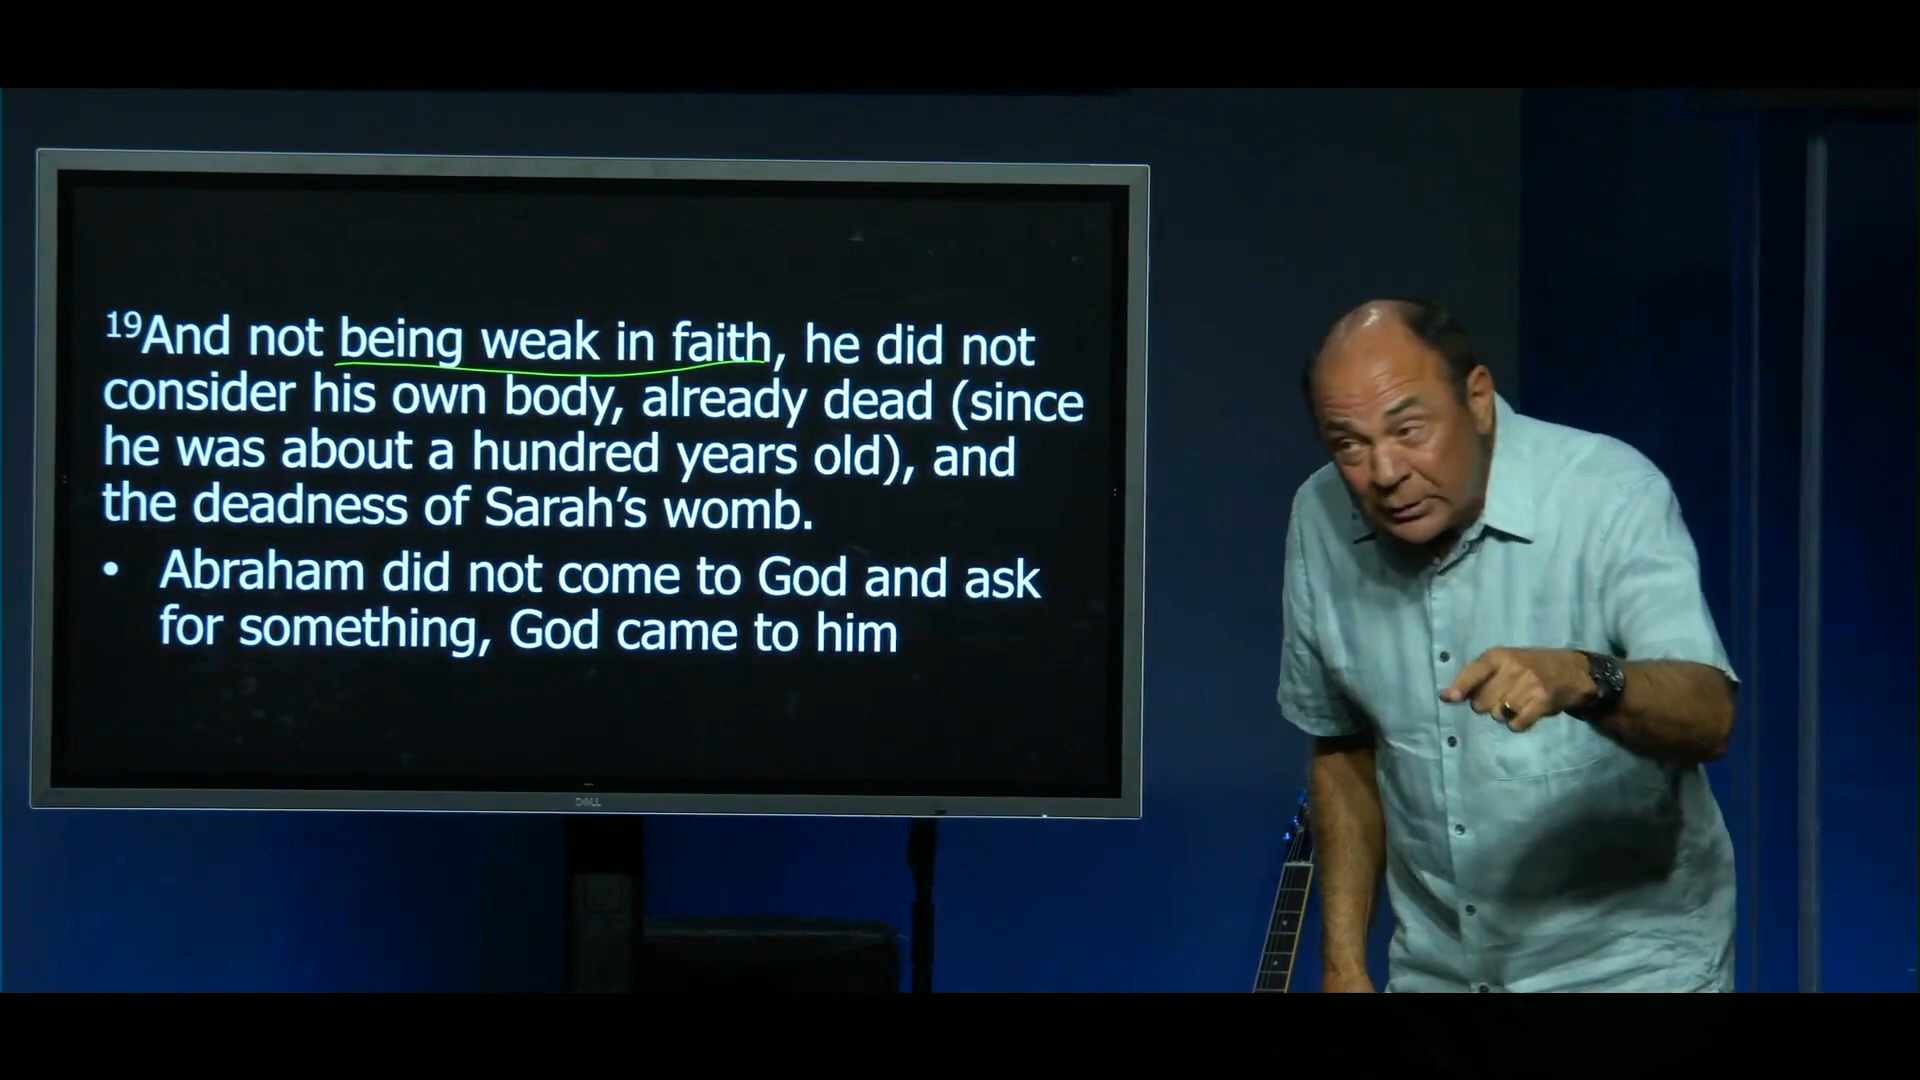 19And not being weak in faith, he did not
consider his own body, already dead (since
he was about a hundred years old), and
the deadness of Sarah’s womb.
• Abraham did not come to God and ask
for something, God came to him
DELL